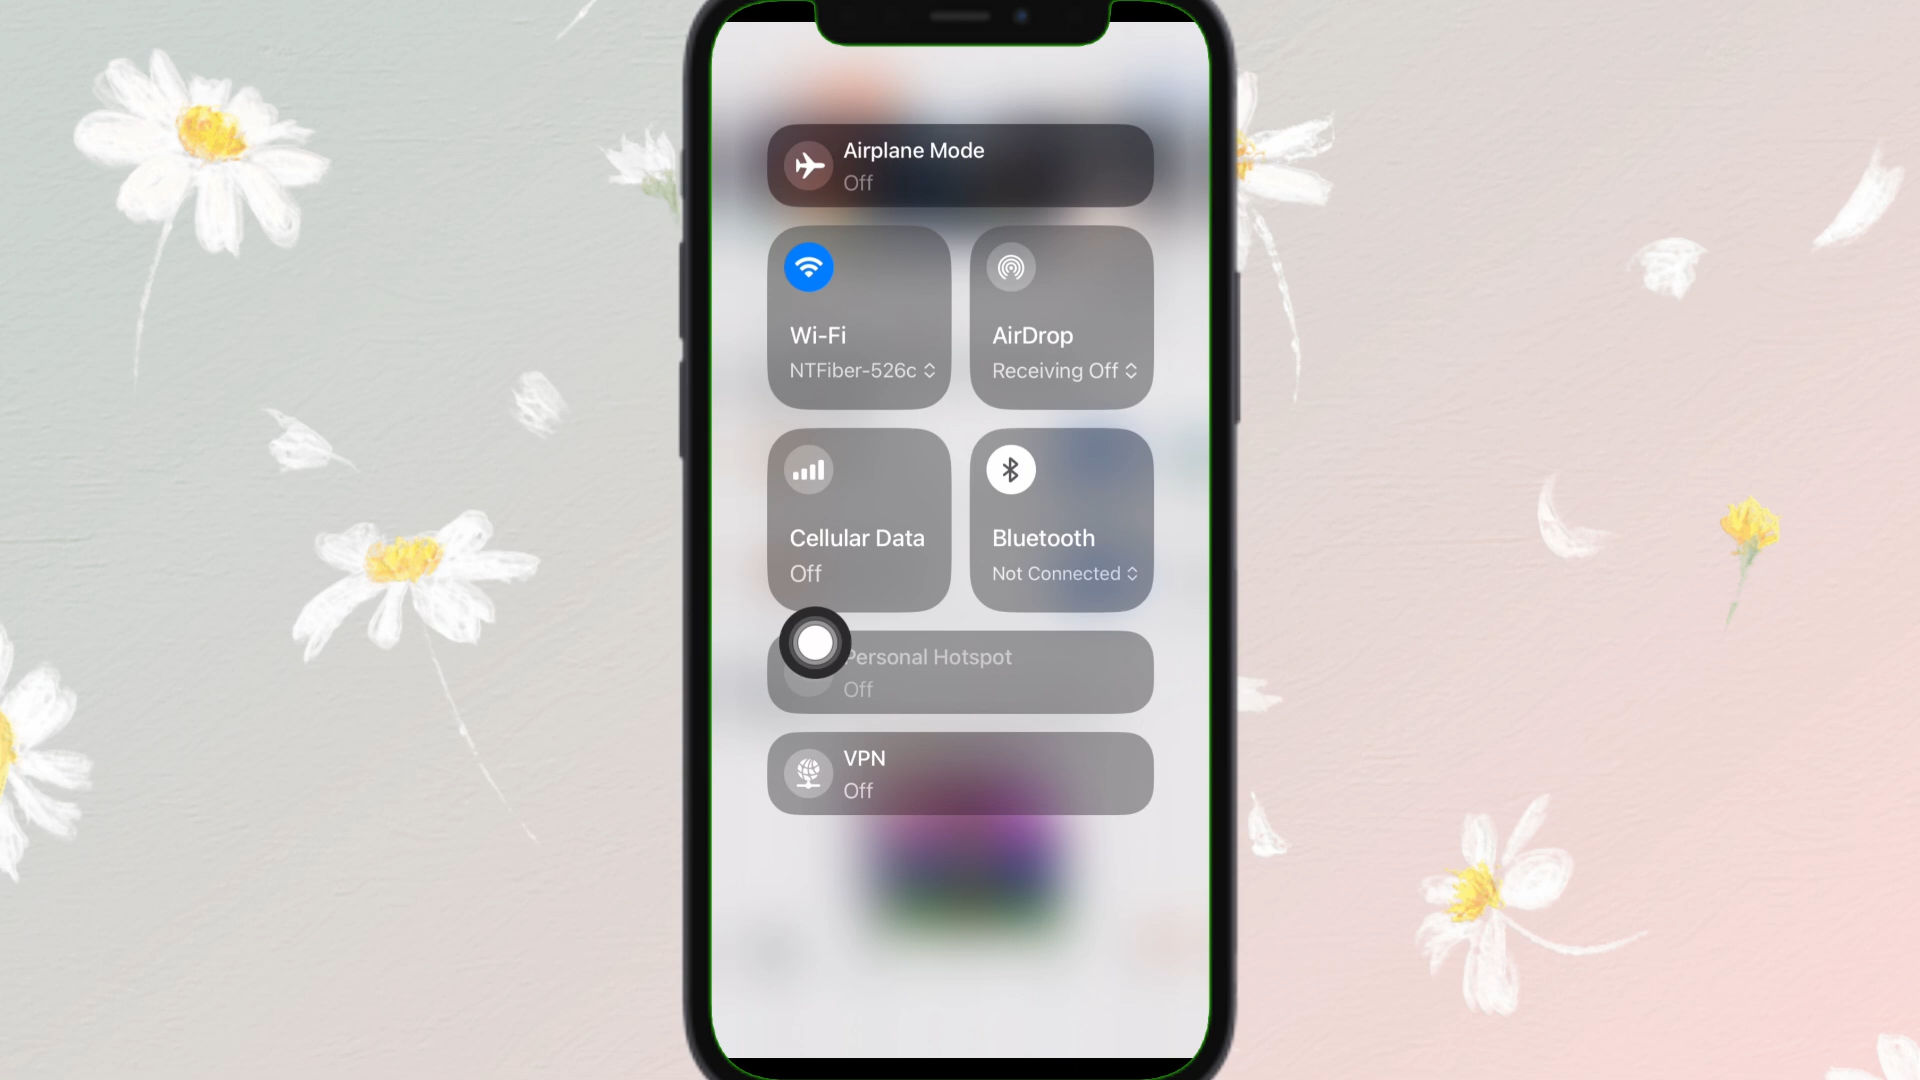 Airplane Mode
Off
Wi-Fi
NTFiber-526c
AirDrop
Receiving Off
Cellular Data
Off
Bluetooth
Not Connected
Personal Hotspot
Off
VPN
Off